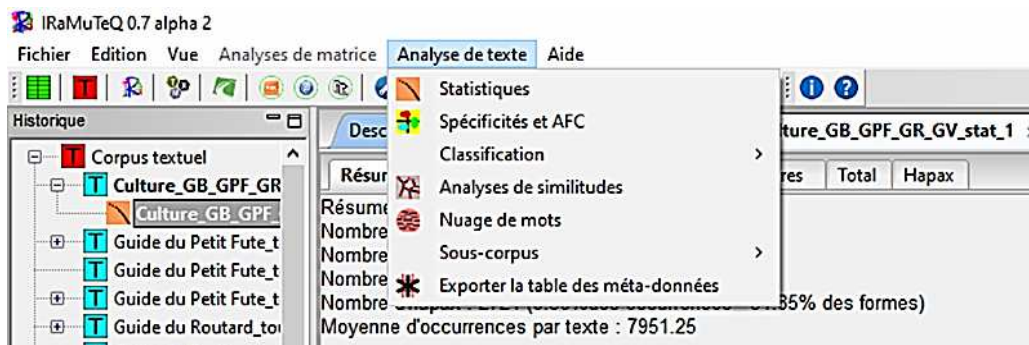 IRaMuTeQ 0.7 alpha 2
Fichier Edition Vue Analyses de matrice Analyse de texte Aide
Historique
Corpus textuel
Culture_GB_GPF_GR
Culture_GB_GPF_
Guide du Petit Fute_t
Guide du Petit Fute_t
Guide du Petit Fute_t
Guide du Routard_tou
Statistiques
Spécificités et AFC
Classification
Analyses de similitudes
Nuage de mots
Sous-corpus
Exporter la table des méta-données
Desc
ture_GB_GPF_GR_GV_stat_1
Résur
res Total Hapax
Résumé
Nombre
Nombre
Nombre
Nombre
85% des formes)
Moyenne d'occurrences par texte : 7951.25